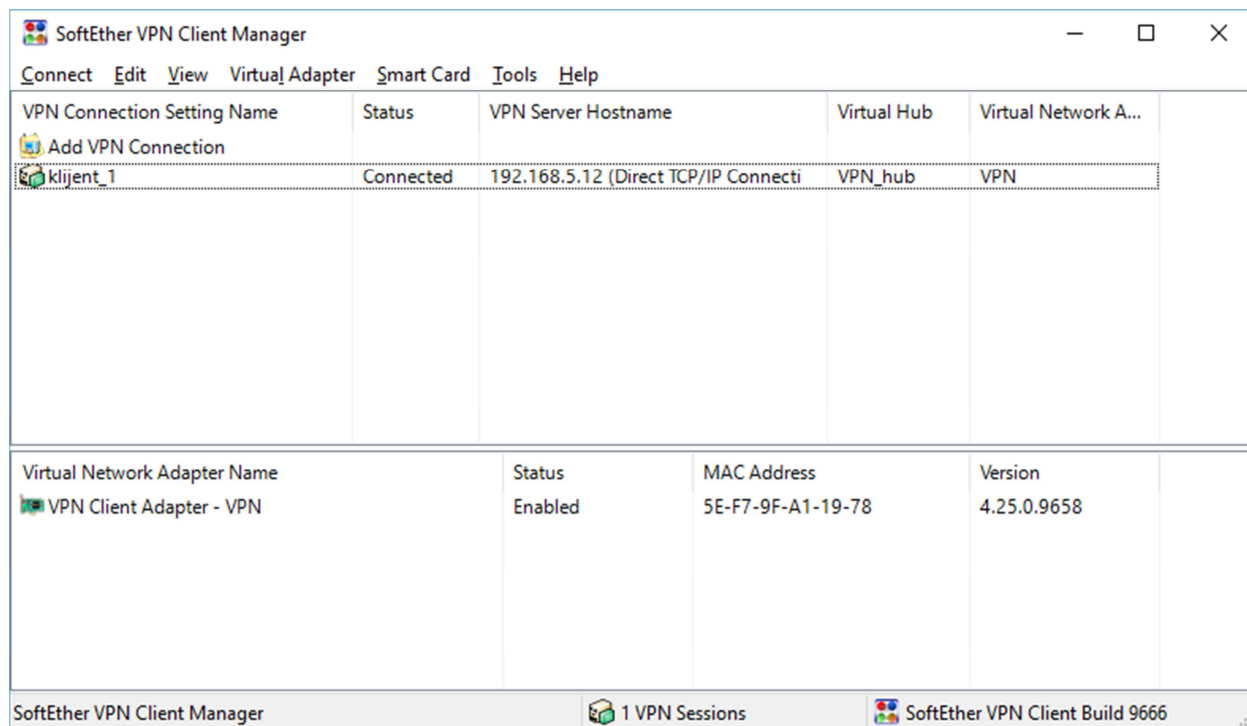 SoftEther VPN Client Manager
Connect Edit View Virtual Adapter Smart Card Tools Help
VPN Connection Setting Name Status VPN Server Hostname Virtual Hub Virtual Network A...
Add VPN Connection
klijent_1 Connected 192.168.5.12 (Direct TCP/IP Connecti VPN_hub VPN
Virtual Network Adapter Name Status MAC Address Version
VPN Client Adapter - VPN Enabled 5E-F7-9F-A1-19-78 4.25.0.9658
SoftEther VPN Client Manager 1 VPN Sessions SoftEther VPN Client Build 9666